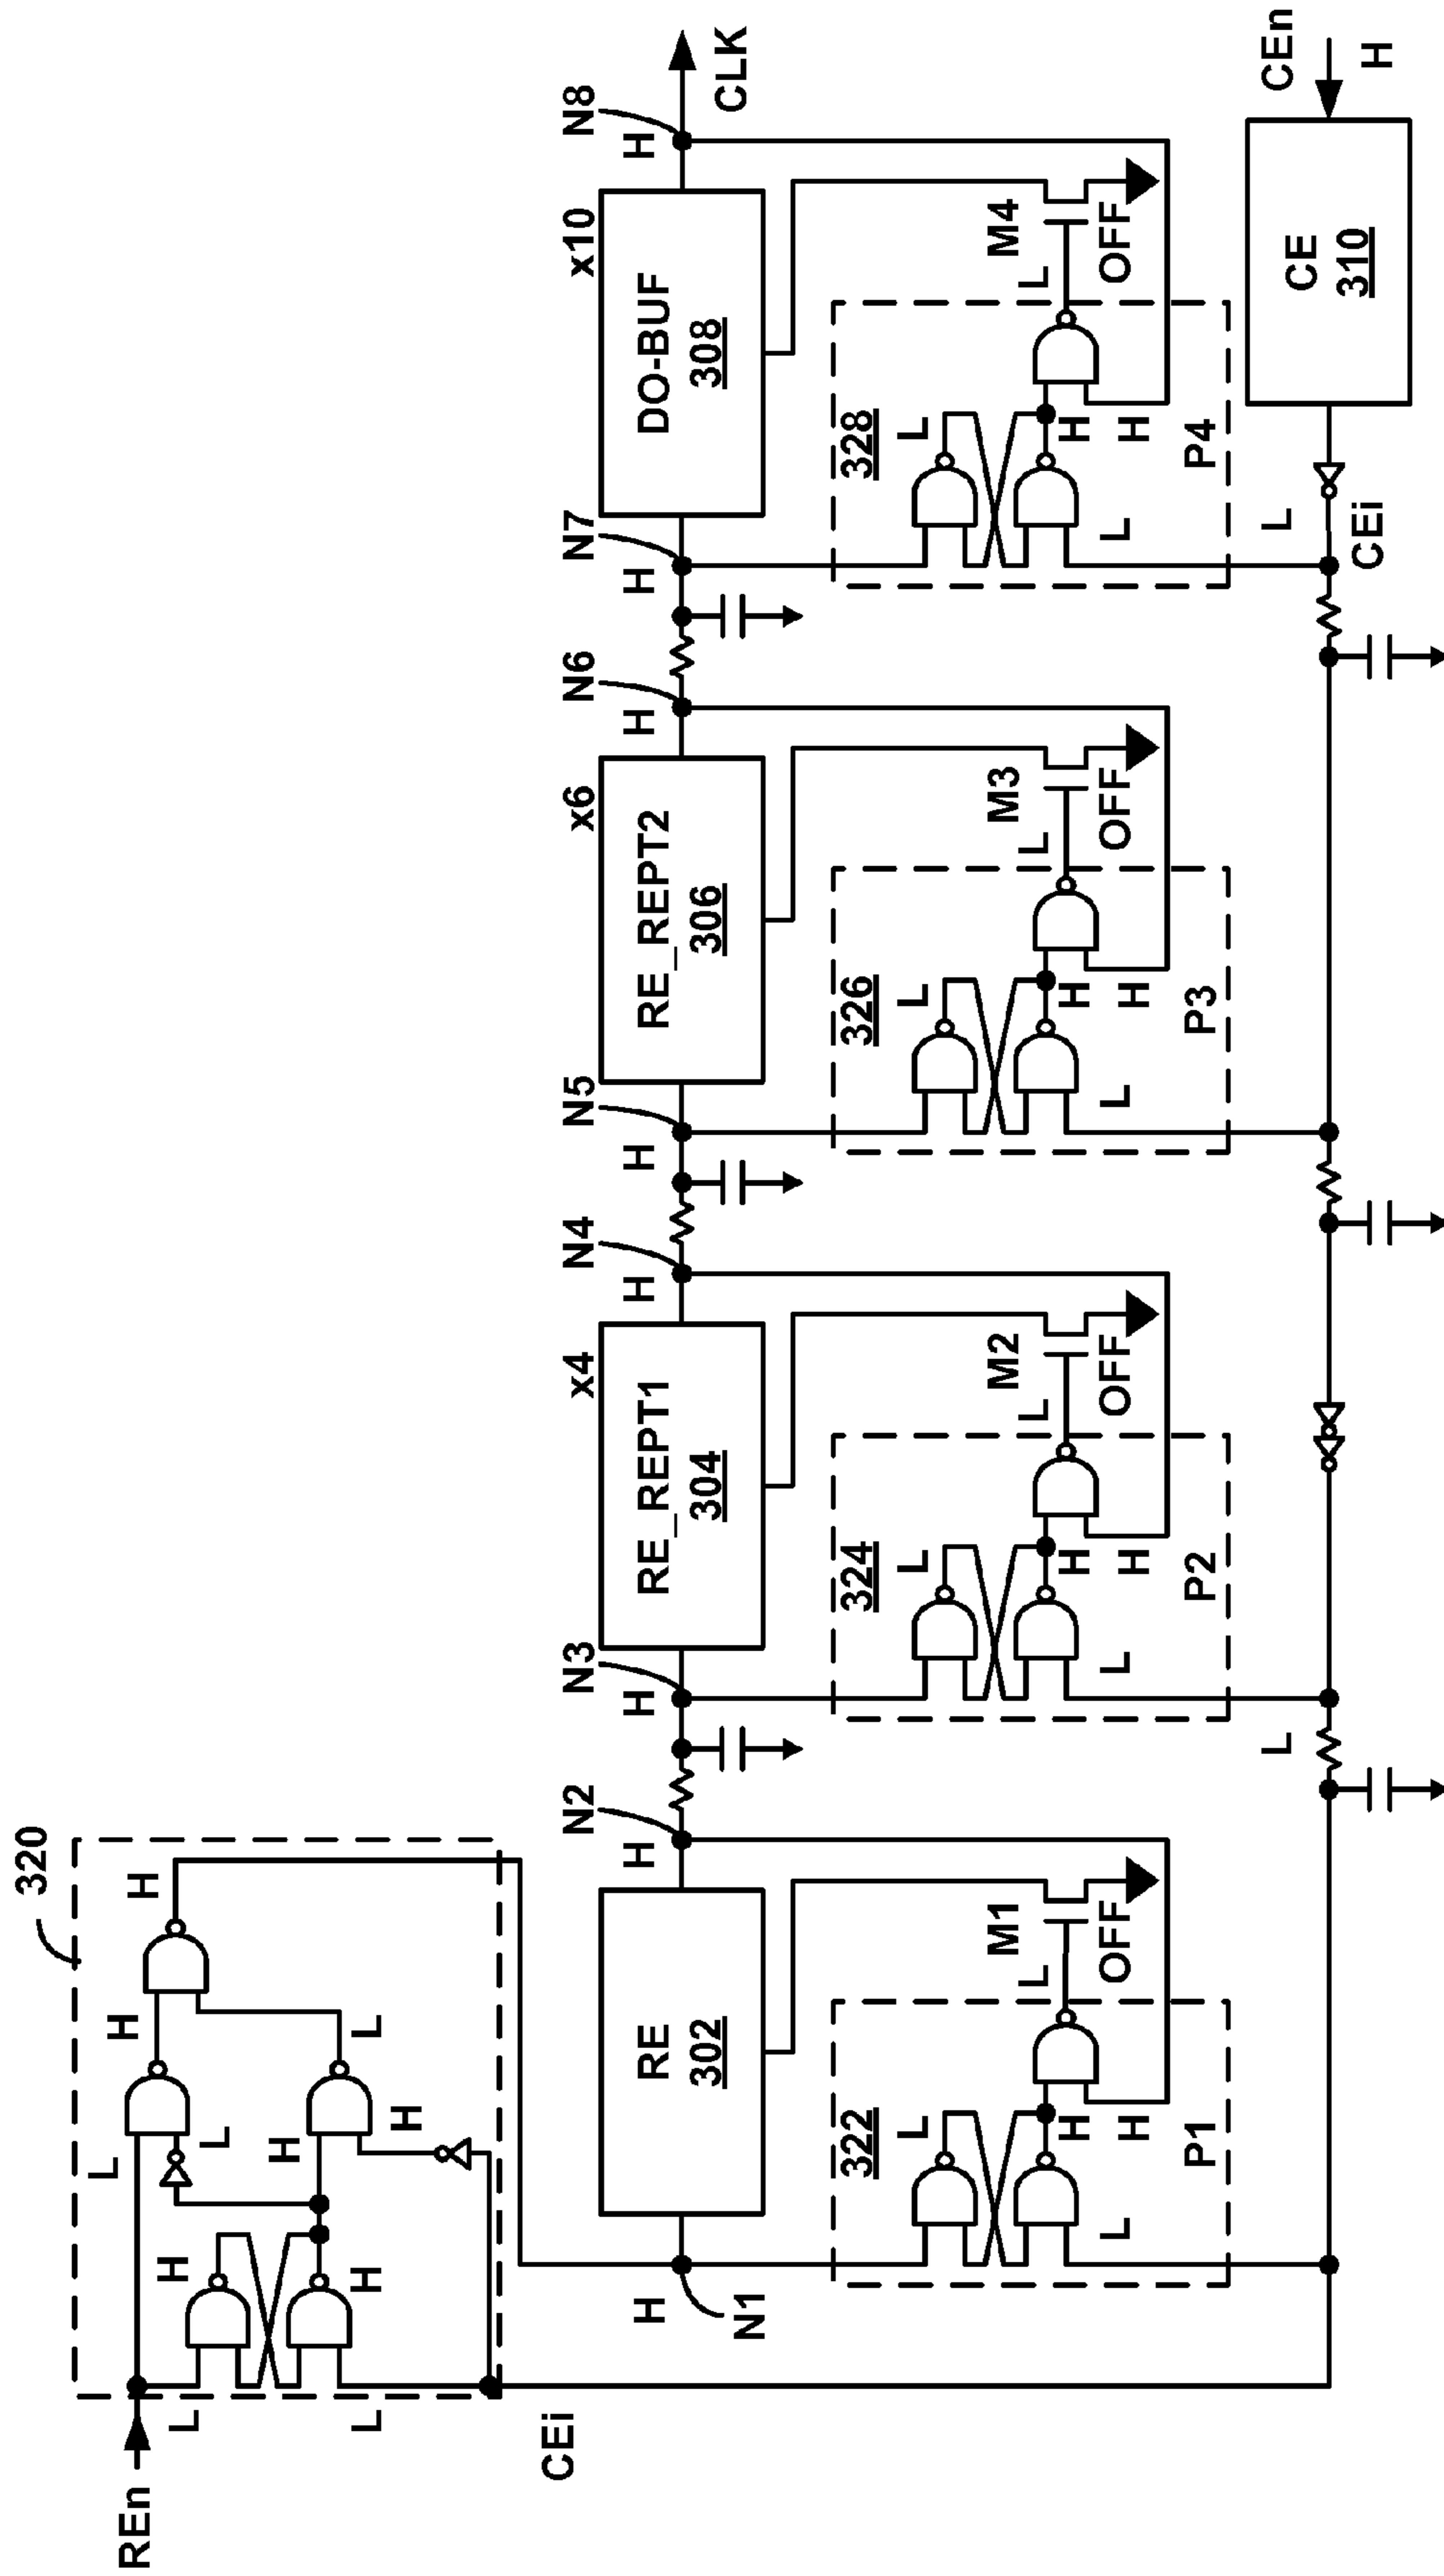 320
REn
L
H
H
L
H
L
H
L
L
H
H
CEi
N1
H
RE
302
N2
H
N3
H
x4
RE_REPT1
304
N4
H
N5
H
x6
RE_REPT2
306
N6
H
N7
H
x10
DO-BUF
308
N8
H
CLK
322
L
H
H
L
L
M1
OFF
P1
324
L
H
H
L
L
M2
OFF
P2
326
L
H
H
L
L
M3
OFF
P3
328
L
H
H
L
L
M4
OFF
P4
L
L
CEi
CE
310
CEn
H